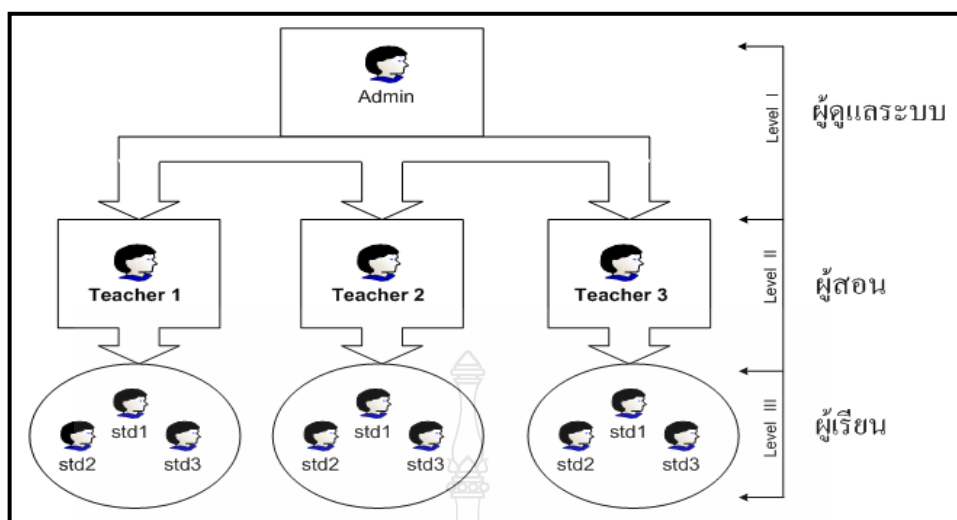 Admin
Level I
ผู้ดูแลระบบ
Teacher 1
Teacher 2
Teacher 3
Level II
ผู้สอน
std1
std2
std3
std1
std2
std3
std1
std2
std3
Level III
ผู้เรียน